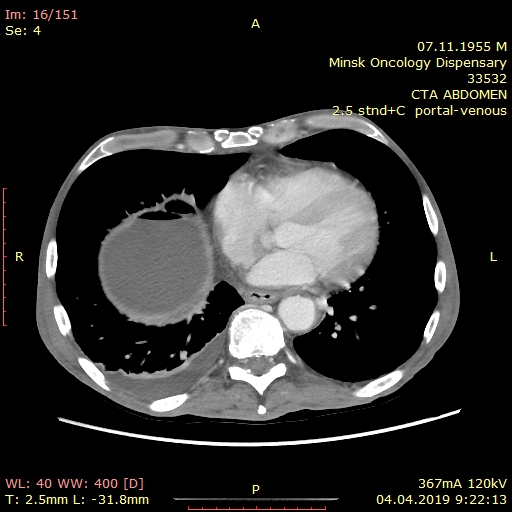 Im: 16/151
Se: 4
A
07.11.1955 M
Minsk Oncology Dispensary
33532
CTA ABDOMEN
2.5 stnd+C portal-venous
R
L
WL: 40 WW: 400 [D]
T: 2.5mm L: -31.8mm
P
367mA 120kV
04.04.2019 9:22:13